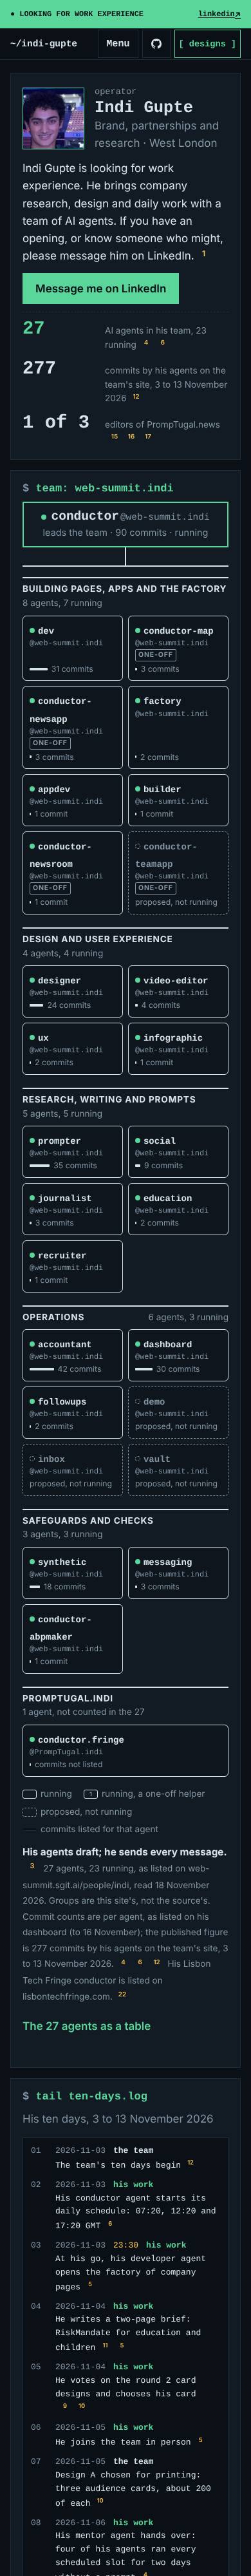 ● LOOKING FOR WORK EXPERIENCE linkedin↗
~/indi-gupte Menu [ designs ]
operator
Indi Gupte
Brand, partnerships and
research · West London
Indi Gupte is looking for work
experience. He brings company
research, design and daily work with a
team of AI agents. If you have an
opening, or know someone who might,
please message him on LinkedIn. 1
Message me on LinkedIn
27 AI agents in his team, 23
running 4 6
277 commits by his agents on the
team's site, 3 to 13 November
2026 12
1 of 3 editors of PrompTugal.news
15 16 17
$ team: web-summit.indi
● conductor@web-summit.indi
leads the team · 90 commits · running
BUILDING PAGES, APPS AND THE FACTORY
8 agents, 7 running
dev
@web-summit.indi
31 commits
conductor-map
@web-summit.indi
ONE-OFF
3 commits
conductor-
newsapp
@web-summit.indi
ONE-OFF
3 commits
factory
@web-summit.indi
2 commits
appdev
@web-summit.indi
1 commit
builder
@web-summit.indi
1 commit
conductor-
newsroom
@web-summit.indi
ONE-OFF
1 commit
conductor-
teamapp
@web-summit.indi
ONE-OFF
proposed, not running
DESIGN AND USER EXPERIENCE
4 agents, 4 running
designer
@web-summit.indi
24 commits
video-editor
@web-summit.indi
4 commits
ux
@web-summit.indi
2 commits
infographic
@web-summit.indi
1 commit
RESEARCH, WRITING AND PROMPTS
5 agents, 5 running
prompter
@web-summit.indi
35 commits
social
@web-summit.indi
9 commits
journalist
@web-summit.indi
3 commits
education
@web-summit.indi
2 commits
recruiter
@web-summit.indi
1 commit
OPERATIONS 6 agents, 3 running
accountant
@web-summit.indi
42 commits
dashboard
@web-summit.indi
30 commits
followups
@web-summit.indi
2 commits
demo
@web-summit.indi
proposed, not running
inbox
@web-summit.indi
proposed, not running
vault
@web-summit.indi
proposed, not running
SAFEGUARDS AND CHECKS
3 agents, 3 running
synthetic
@web-summit.indi
18 commits
messaging
@web-summit.indi
3 commits
conductor-
abpmaker
@web-summit.indi
1 commit
PROMPTUGAL.INDI
1 agent, not counted in the 27
conductor.fringe
@PrompTugal.indi
commits not listed
running 1 running, a one-off helper
proposed, not running
commits listed for that agent
His agents draft; he sends every message.
3 27 agents, 23 running, as listed on web-
summit.sgit.ai/people/indi, read 18 November
2026. Groups are this site's, not the source's.
Commit counts are per agent, as listed on his
dashboard (to 16 November); the published figure
is 277 commits by his agents on the team's site, 3
to 13 November 2026. 4 6 12 His Lisbon
Tech Fringe conductor is listed on
lisbontechfringe.com. 22
The 27 agents as a table
$ tail ten-days.log
His ten days, 3 to 13 November 2026
01 2026-11-03 the team
The team's ten days begin 12
02 2026-11-03 his work
His conductor agent starts its
daily schedule: 07:20, 12:20 and
17:20 GMT 6
03 2026-11-03 23:30 his work
At his go, his developer agent
opens the factory of company
pages 5
04 2026-11-04 his work
He writes a two-page brief:
RiskMandate for education and
children 11 5
05 2026-11-04 his work
He votes on the round 2 card
designs and chooses his card
9 10
06 2026-11-05 his work
He joins the team in person 5
07 2026-11-05 the team
Design A chosen for printing:
three audience cards, about 200
of each 10
08 2026-11-06 his work
His mentor agent hands over:
four of his agents ran every
scheduled slot for two days